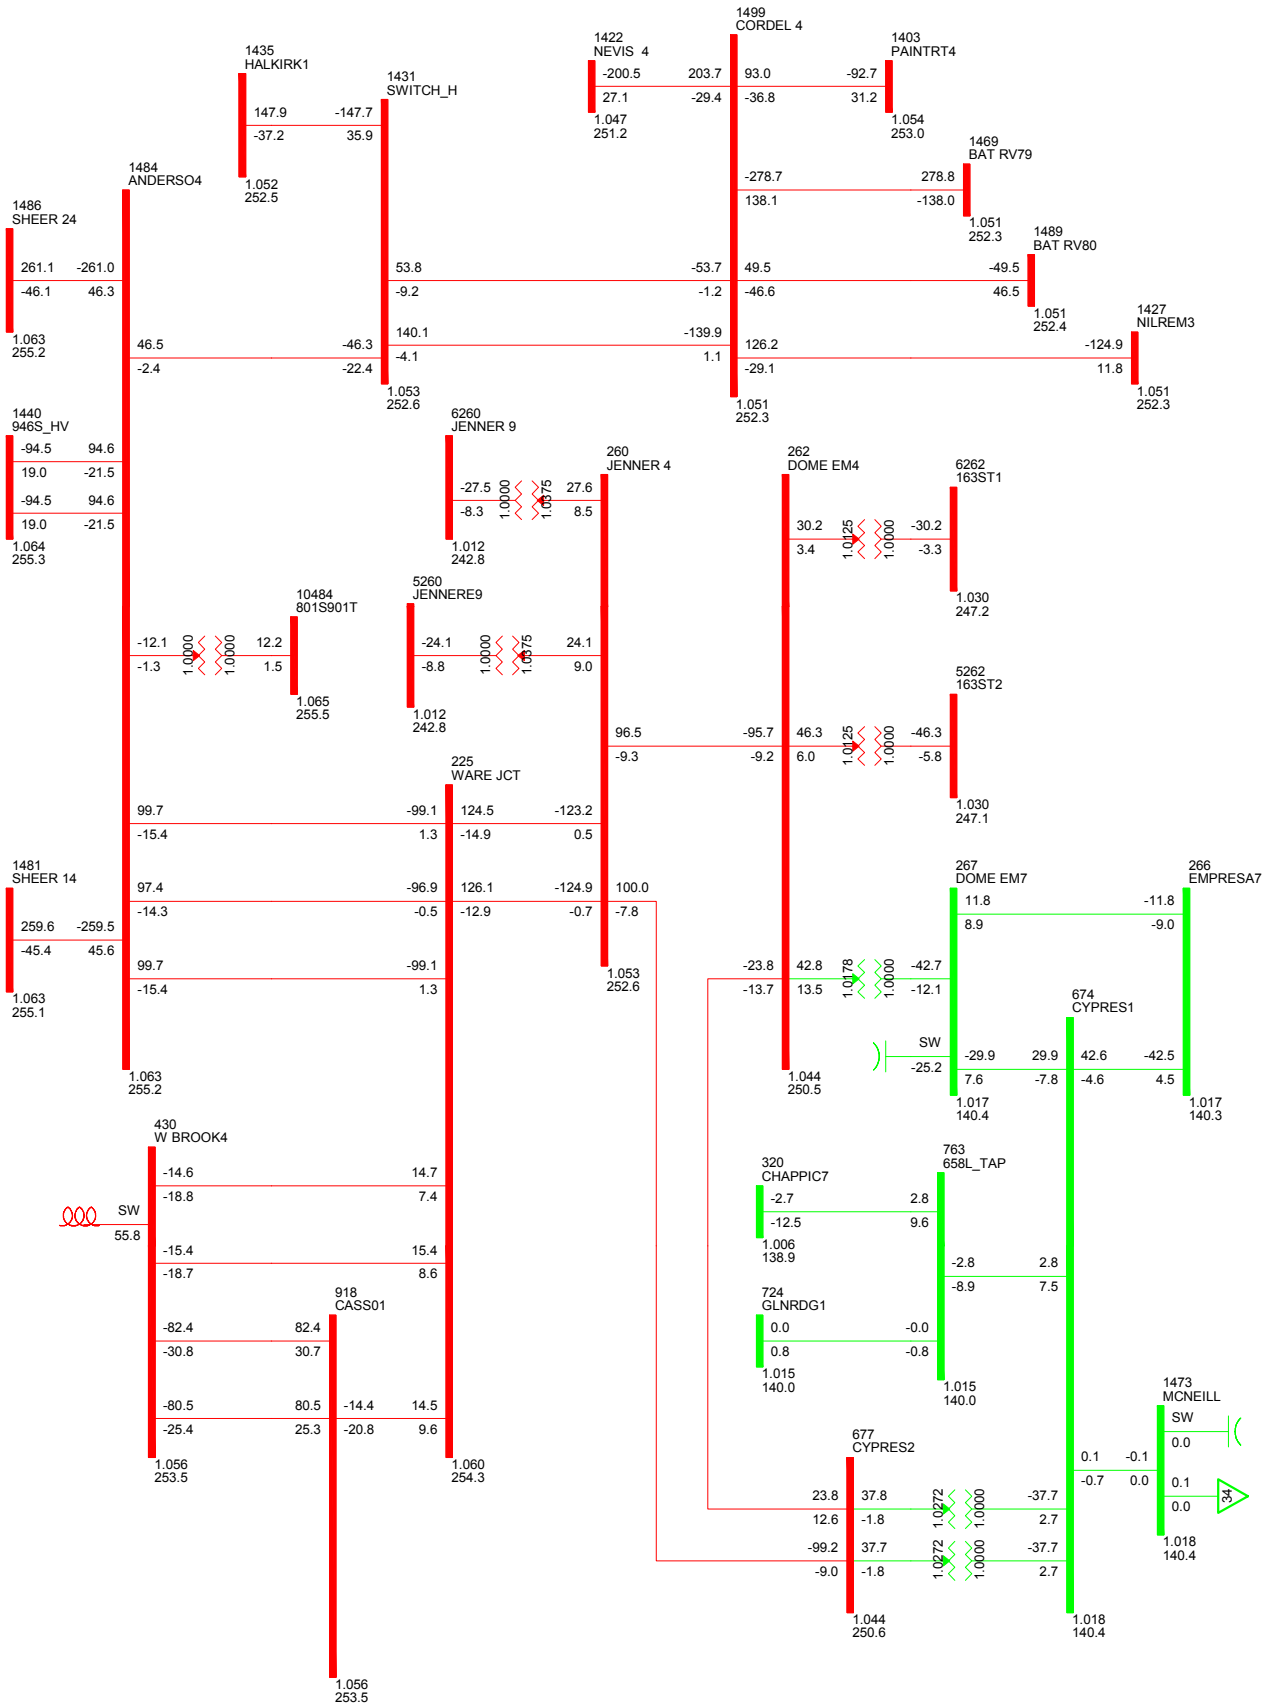 1499
CORDEL 4
1422
NEVIS  4
1403
PAINTRT4
1435
HALKIRK1
1431
SWITCH_H
-200.5 203.7 93.0 -92.7
27.1 -29.4 -36.8 31.2
1.047
251.2
1.054
253.0
147.9 -147.7
-37.2 35.9
1469
BAT RV79
1484
ANDERSO4
1.052
252.5
-278.7 278.8
138.1 -138.0
1.051
252.3
1486
SHEER 24
1489
BAT RV80
261.1 -261.0 53.8 -53.7 49.5 -49.5
-46.1 46.3 -9.2 -1.2 -46.6 46.5
1.051
252.4
1427
NILREM3
1.063
255.2
46.5 -46.3
-2.4 -22.4
140.1 -139.9 126.2 -124.9
-4.1 1.1 -29.1 11.8
1.053
252.6
1.051
252.3
1.051
252.3
1440
946S_HV
6260
JENNER 9
260
JENNER 4
262
DOME EM4
6262
163ST1
-94.5 94.6
19.0 -21.5
-94.5 94.6
19.0 -21.5
1.064
255.3
-27.5 1.0000 1.0375 27.6
-8.3 8.5
1.012
242.8
30.2 1.0125 1.0000 -30.2
3.4 -3.3
1.030
247.2
10484
801S901T
5260
JENNERE9
-12.1 1.0000 1.0000 12.2
-1.3 1.5
1.065
255.5
-24.1 1.0000 1.0375 24.1
-8.8 9.0
1.012
242.8
5262
163ST2
96.5 -95.7 46.3 1.0125 1.0000 -46.3
-9.3 -9.2 6.0 -5.8
1.030
247.1
225
WARE JCT
99.7 -99.1 124.5 -123.2
-15.4 1.3 -14.9 0.5
1481
SHEER 14
267
DOME EM7
266
EMPRESA7
97.4 -96.9 126.1 -124.9 100.0
-14.3 -0.5 -12.9 -0.7 -7.8
11.8 -11.8
8.9 -9.0
259.6 -259.5
-45.4 45.6
1.063
255.1
99.7 -99.1
-15.4 1.3
1.053
252.6
-23.8 42.8 1.0178 1.0000 -42.7
-13.7 13.5 -12.1
674
CYPRES1
SW
-25.2
-29.9 29.9 42.6 -42.5
7.6 -7.8 -4.6 4.5
1.063
255.2
1.044
250.5
1.017
140.4
1.017
140.3
430
W BROOK4
320
CHAPPIC7
763
658L_TAP
-14.6 14.7
-18.8 7.4
-2.7 2.8
-12.5 9.6
SW
55.8
1.006
138.9
-15.4 15.4
-18.7 8.6
-2.8 2.8
-8.9 7.5
918
CASS01
724
GLNRDG1
-82.4 82.4
-30.8 30.7
0.0 -0.0
0.8 -0.8
1.015
140.0
1.015
140.0
1473
MCNEILL
-80.5 80.5 -14.4 14.5
-25.4 25.3 -20.8 9.6
SW
0.0
677
CYPRES2
1.056
253.5
1.060
254.3
0.1 -0.1
-0.7 0.0
0.1
0.0
34
23.8 37.8 1.0272 1.0000 -37.7
12.6 -1.8 2.7
1.018
140.4
-99.2 37.7 1.0272 1.0000 -37.7
-9.0 -1.8 2.7
1.044
250.6
1.018
140.4
1.056
253.5